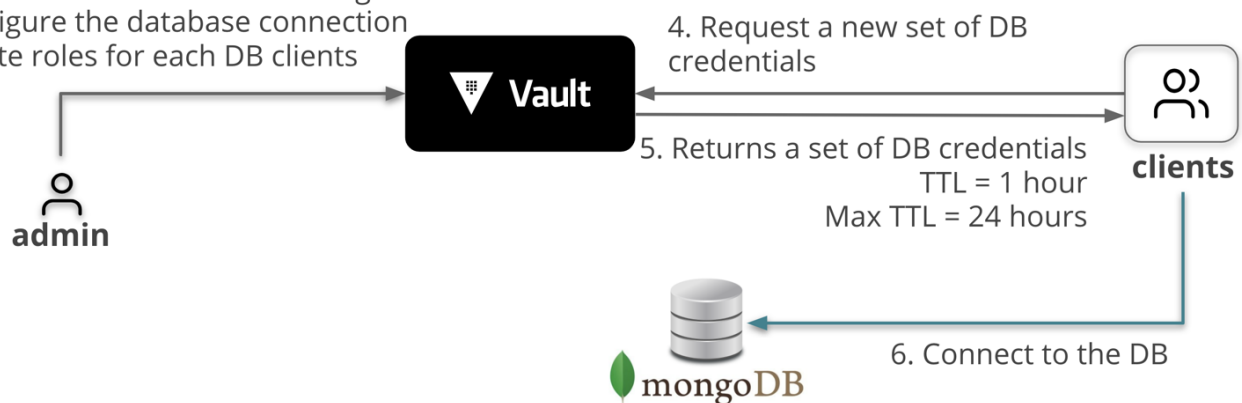 igure the database connection
te roles for each DB clients
Vault
4. Request a new set of DB
credentials
5. Returns a set of DB credentials
TTL = 1 hour
Max TTL = 24 hours
clients
admin
6. Connect to the DB
mongoDB